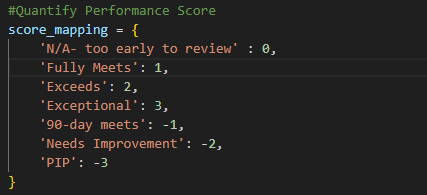 #Quantify Performance Score
score_mapping = {
    'N/A- too early to review' : 0,
    'Fully Meets': 1,
    'Exceeds': 2,
    'Exceptional': 3,
    '90-day meets': -1,
    'Needs Improvement': -2,
    'PIP': -3
}